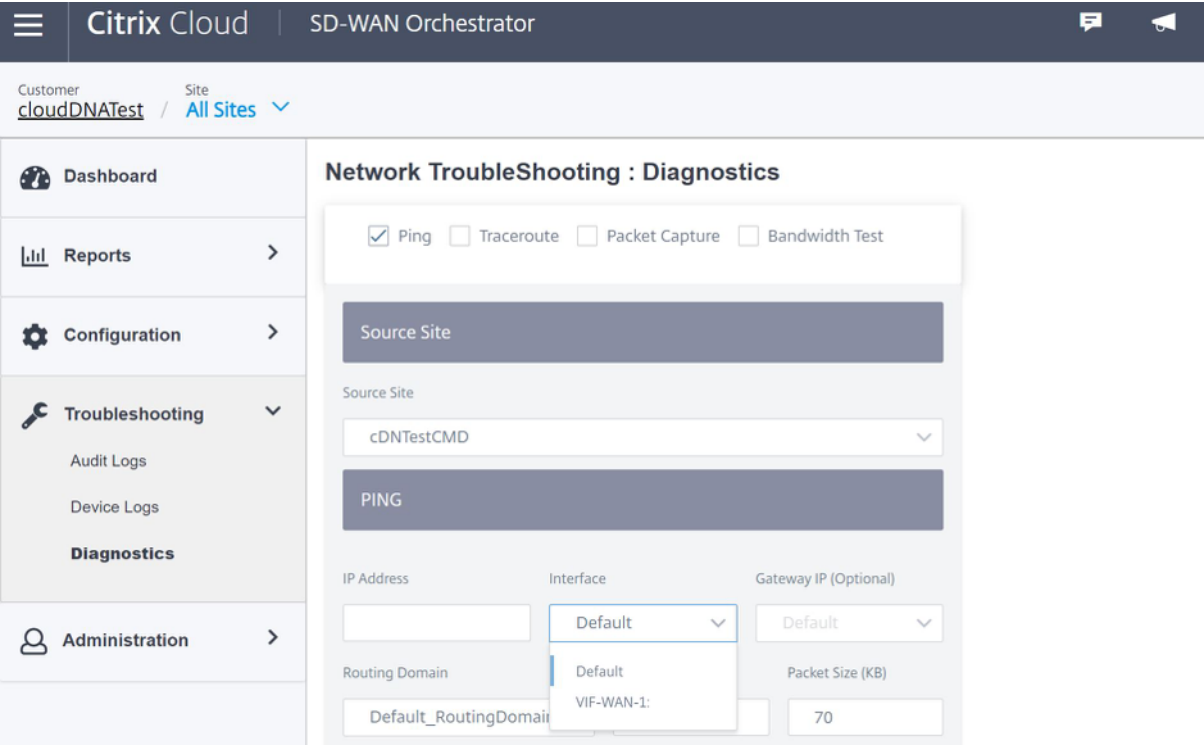 Citrix Cloud SD-WAN Orchestrator
Customer Site
cloudDNATest / All Sites
Dashboard
Reports
Configuration
Troubleshooting
Audit Logs
Device Logs
Diagnostics
Administration
Network TroubleShooting : Diagnostics
Ping Traceroute Packet Capture Bandwidth Test
Source Site
Source Site
cDNTestCMD
PING
IP Address Interface Gateway IP (Optional)
Default Default
Routing Domain Default Packet Size (KB)
VIF-WAN-1:
Default_RoutingDomain 70